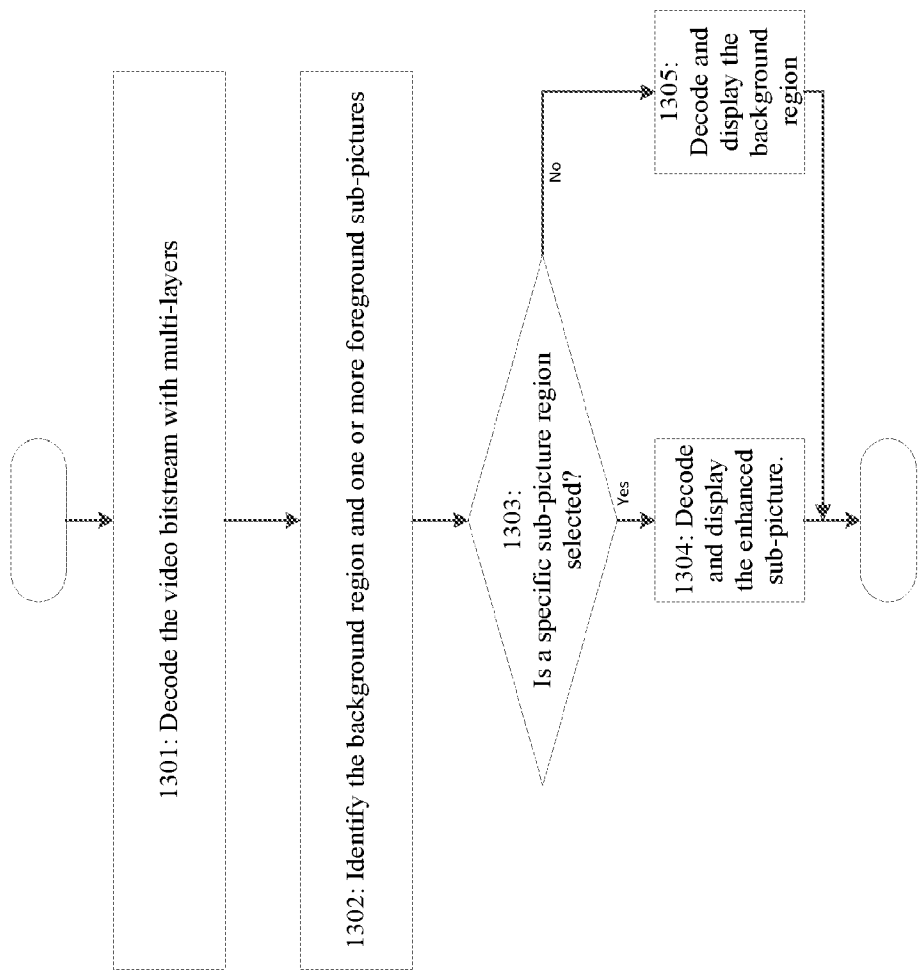 1301: Decode the video bitstream with multi-layers
1302: Identify the background region and one or more foreground sub-pictures
1303:
Is a specific sub-picture region
selected?
Yes
No
1304: Decode
and display
the enhanced
sub-picture.
1305:
Decode and
display the
background
region